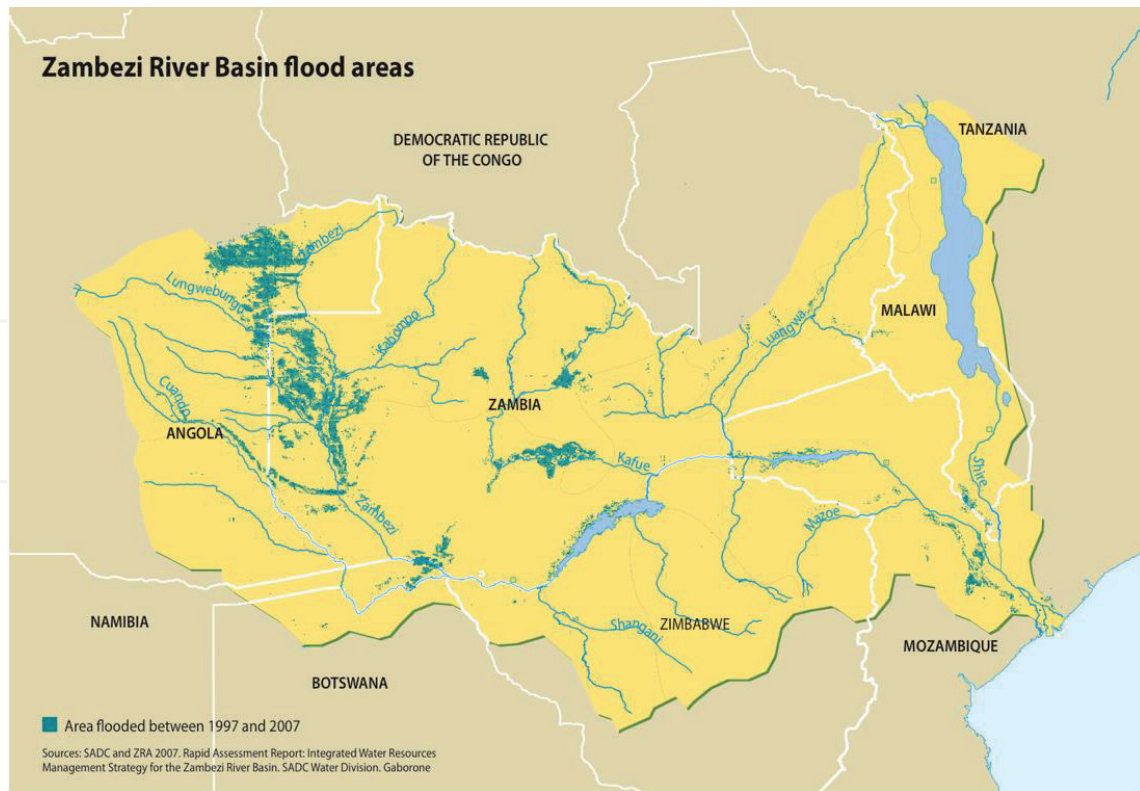 Zambezi River Basin flood areas
DEMOCRATIC REPUBLIC
OF THE CONGO
TANZANIA
Zambezi
Lungwebungu
Kabompo
Luangwa
MALAWI
Cuando
ANGOLA
ZAMBIA
Kafue
Shire
Zambezi
Mazoe
NAMIBIA
Shangani
ZIMBABWE
MOZAMBIQUE
BOTSWANA
Area flooded between 1997 and 2007
Sources: SADC and ZRA 2007. Rapid Assessment Report: Integrated Water Resources
Management Strategy for the Zambezi River Basin. SADC Water Division. Gaborone